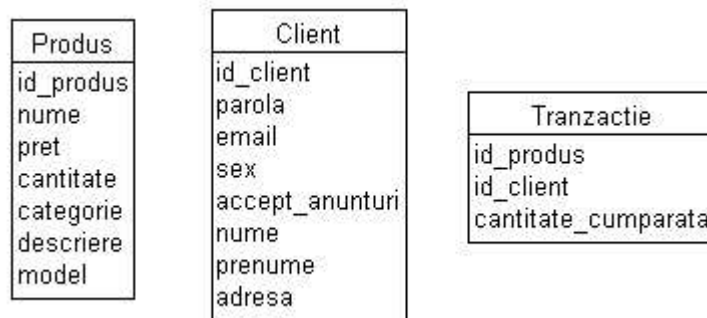 Produs
id_produs
nume
pret
cantitate
categorie
descriere
model
Client
id_client
parola
email
sex
accept_anunturi
nume
prenume
adresa
Tranzactie
id_produs
id_client
cantitate_cumparata